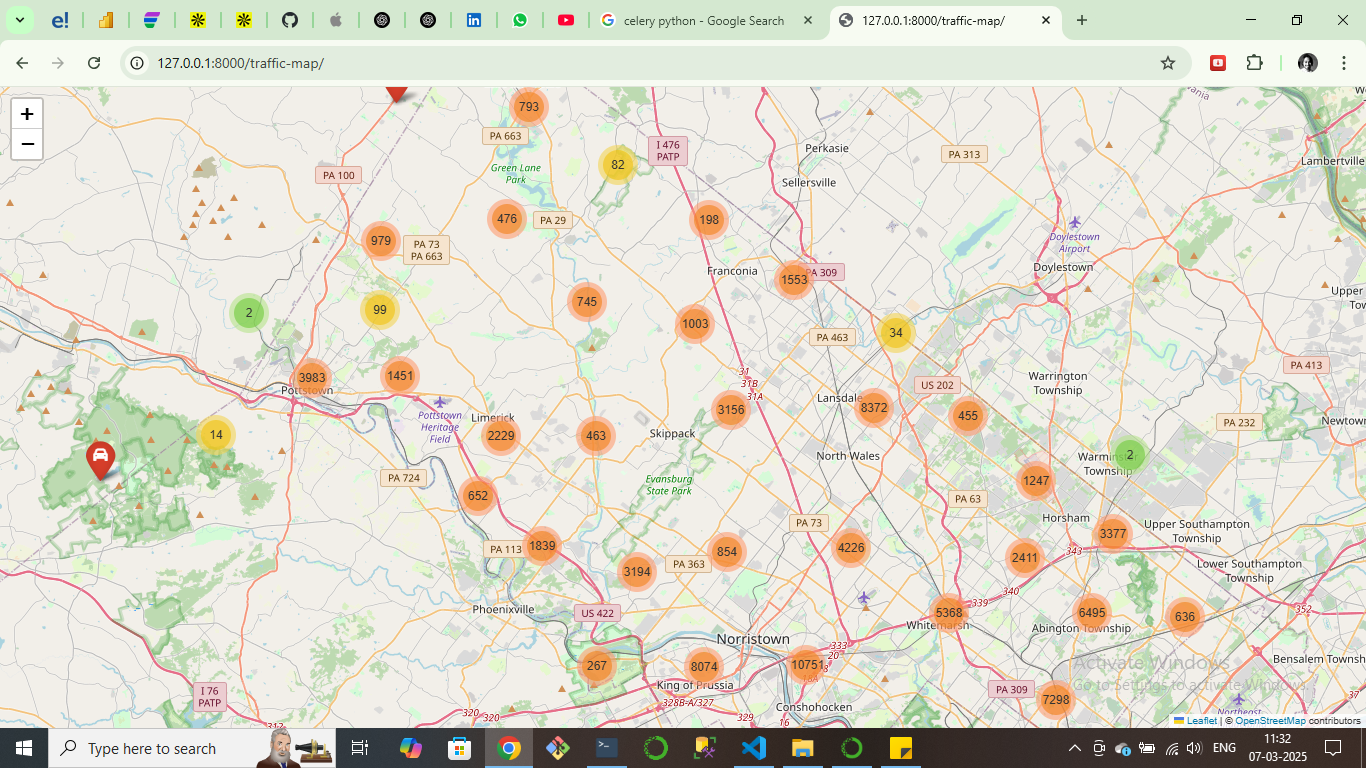 celery python - Google Search
127.0.0.1:8000/traffic-map/
127.0.0.1:8000/traffic-map/
+
−
793
PA 663
I 476
PATP
Perkasie
PA 313
Lambertville
82
Green Lane
Park
PA 100
Sellersville
476
PA 29
198
979
PA 73
PA 663
Doylestown
Airport
Franconia
1553
PA 309
Doylestown
2
99
745
1003
34
PA 463
PA 413
3983
Pottstown
1451
31
31B
31A
US 202
Warrington
Township
Pottstown
Heritage
Field
Limerick
2229
463
Skippack
3156
Lansdale
8372
455
PA 232
14
North Wales
Warminster
Township
2
PA 724
Evansburg
State Park
1247
652
PA 63
Horsham
PA 73
Upper Southampton
Township
PA 113
1839
854
4226
3377
343
2411
3194
PA 363
Lower Southampton
Township
340
Phoenixville
US 422
339
5368
Whitemarsh
6495
Abington Township
636
352
Norristown
333
20
267
8074
10751
King of Prussia
Bensalem Township
Activate Windows
Go to Settings to activate Windows.
I 76
PATP
PA 309
7298
328B-A/327
Conshohocken
320
320
329
16
312
37
Leaflet | © OpenStreetMap contributors
Type here to search
ENG
11:32
07-03-2025